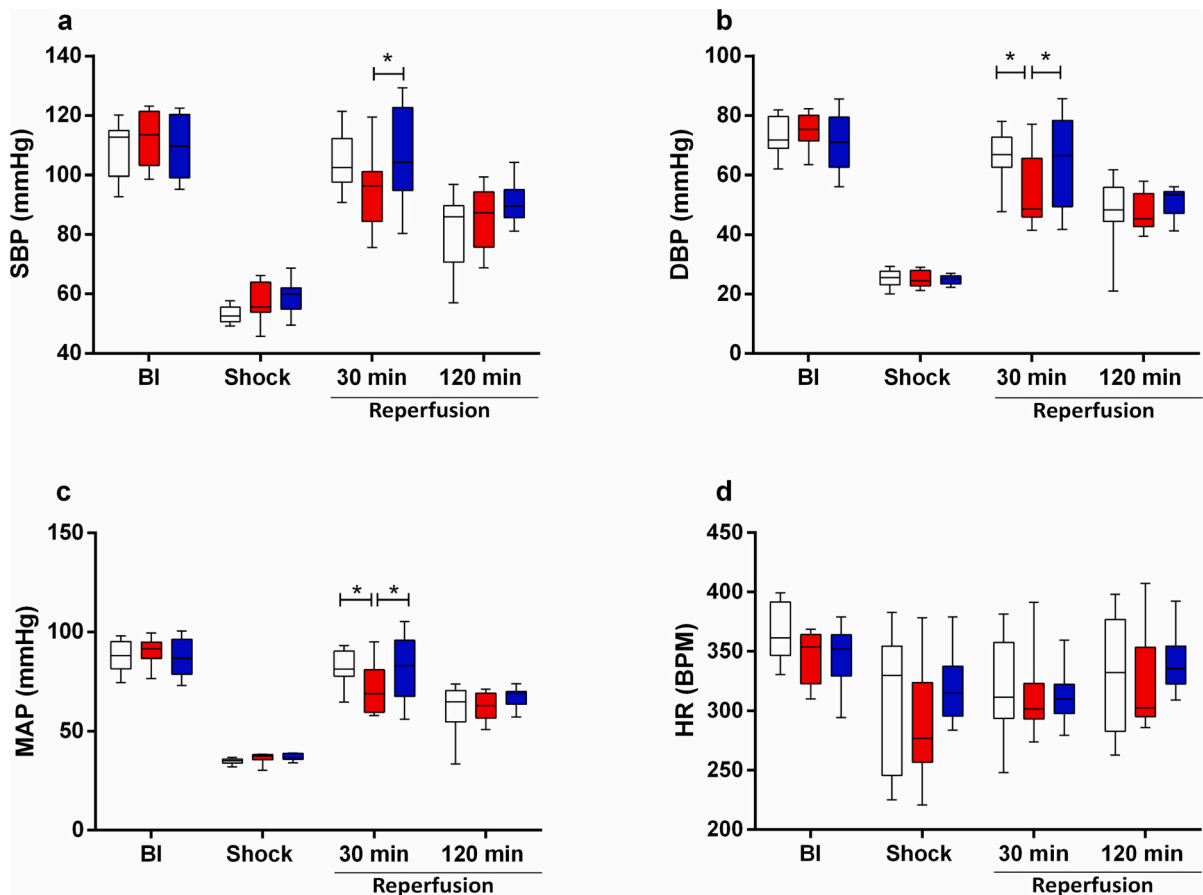 a
SBP (mmHg)
140
120
100
80
60
40
*
BI Shock 30 min 120 min
Reperfusion
b
DBP (mmHg)
100
80
60
40
20
0
* *
BI Shock 30 min 120 min
Reperfusion
c
MAP (mmHg)
150
100
50
0
* *
BI Shock 30 min 120 min
Reperfusion
d
HR (BPM)
450
400
350
300
250
200
BI Shock 30 min 120 min
Reperfusion